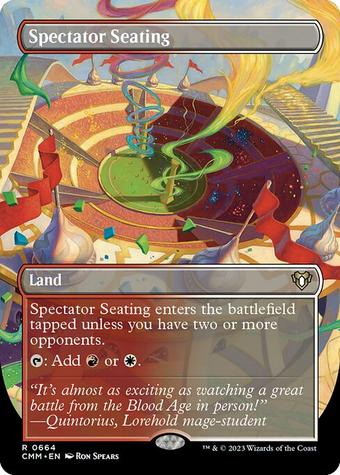 Spectator Seating
Land
Spectator Seating enters the battlefield
tapped unless you have two or more
opponents.
: Add or .
“It’s almost as exciting as watching a great
battle from the Blood Age in person!”
—Quintorius, Lorehold mage-student
R 0664
CMM • EN Ron Spears
™ & © 2023 Wizards of the Coast